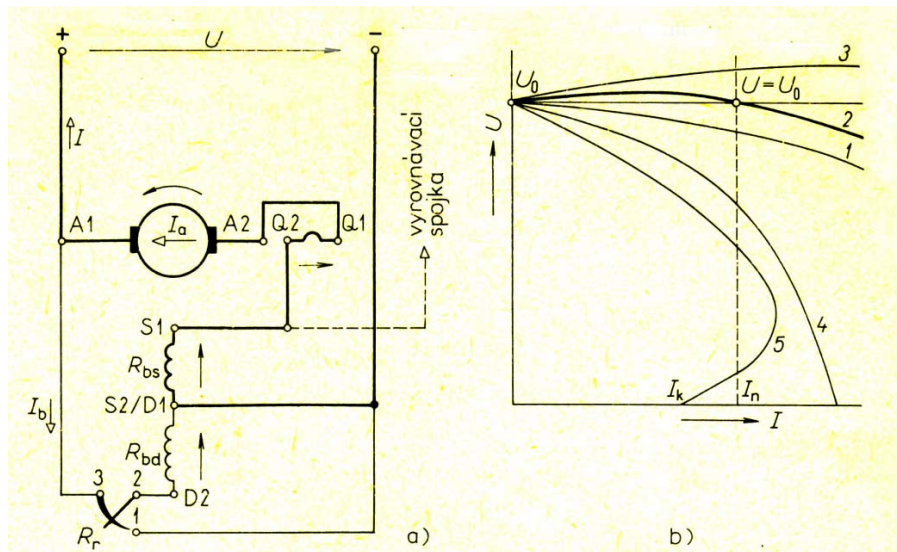 +
U
−
I
A1
I_a
A2
Q2
Q1
vyrovnávací
spojka
S1
R_bs
S2/D1
I_b
R_bd
3
2
D2
1
R_r
a)
U_0
U = U_0
3
2
1
U
4
5
I_k
I_n
I
b)